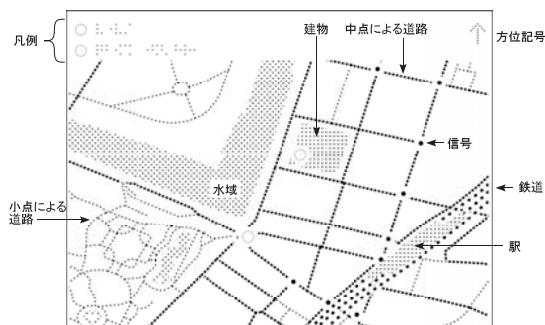 凡例
建物
中点による道路
方位記号
信号
水域
鉄道
小点による
道路
駅